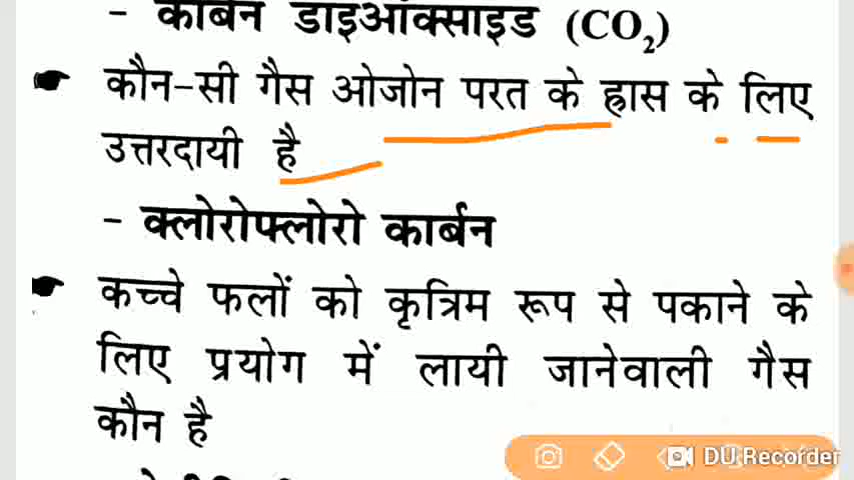 - कार्बन डाइऑक्साइड (CO₂)
कौन-सी गैस ओजोन परत के ह्रास के लिए
उत्तरदायी है
- क्लोरोफ्लोरो कार्बन
कच्चे फलों को कृत्रिम रूप से पकाने के
लिए प्रयोग में लायी जानेवाली गैस
कौन है
DU Recorder